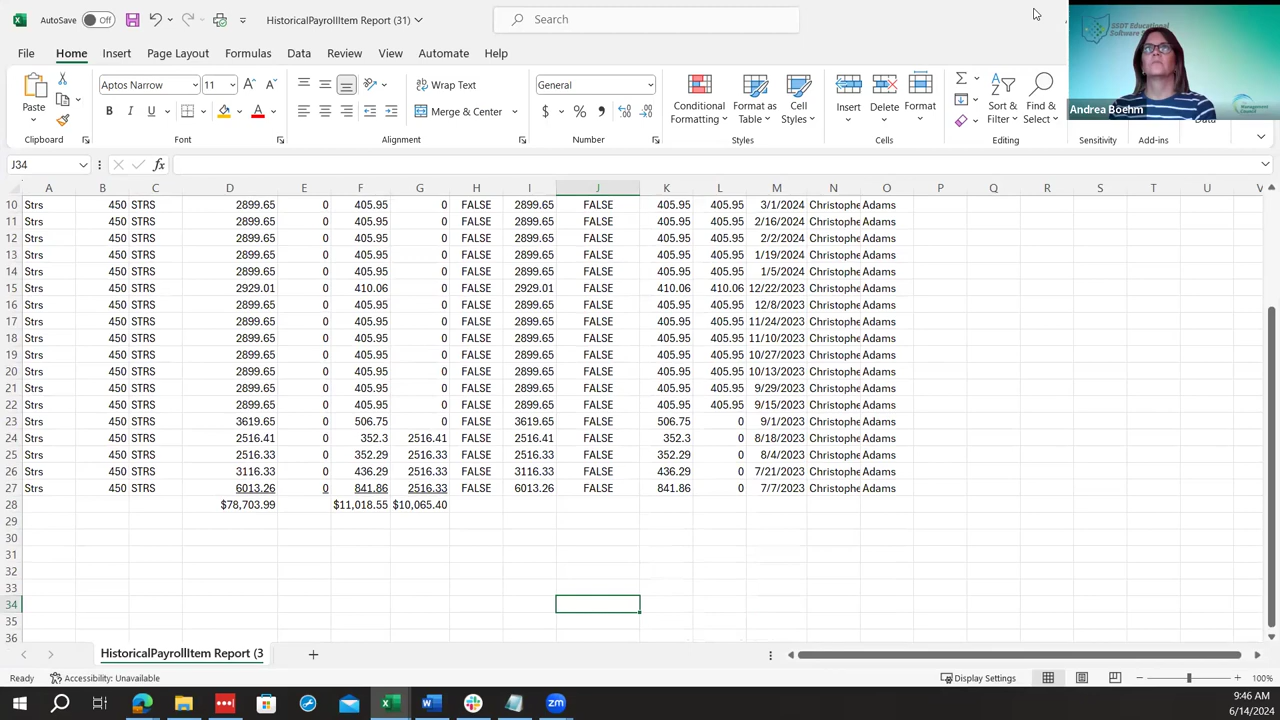 AutoSave Off HistoricalPayrollItem Report (31) Search
File Home Insert Page Layout Formulas Data Review View Automate Help
SSDT Educational
Andrea Boehm
Paste
Aptos Narrow 11
B I U
Wrap Text
Merge & Center
General
$ %
Conditional Formatting
Format as Table
Cell Styles
Insert Delete Format
Sort & Filter
Find & Select
Data
Clipboard Font Alignment Number Styles Cells Editing Sensitivity Add-ins
J34 fx
A B C D E F G H I J K L M N O P Q R S T U V
10 Strs 450 STRS 2899.65 0 405.95 0 FALSE 2899.65 FALSE 405.95 405.95 3/1/2024 Christophe Adams
11 Strs 450 STRS 2899.65 0 405.95 0 FALSE 2899.65 FALSE 405.95 405.95 2/16/2024 Christophe Adams
12 Strs 450 STRS 2899.65 0 405.95 0 FALSE 2899.65 FALSE 405.95 405.95 2/2/2024 Christophe Adams
13 Strs 450 STRS 2899.65 0 405.95 0 FALSE 2899.65 FALSE 405.95 405.95 1/19/2024 Christophe Adams
14 Strs 450 STRS 2899.65 0 405.95 0 FALSE 2899.65 FALSE 405.95 405.95 1/5/2024 Christophe Adams
15 Strs 450 STRS 2929.01 0 410.06 0 FALSE 2929.01 FALSE 410.06 410.06 12/22/2023 Christophe Adams
16 Strs 450 STRS 2899.65 0 405.95 0 FALSE 2899.65 FALSE 405.95 405.95 12/8/2023 Christophe Adams
17 Strs 450 STRS 2899.65 0 405.95 0 FALSE 2899.65 FALSE 405.95 405.95 11/24/2023 Christophe Adams
18 Strs 450 STRS 2899.65 0 405.95 0 FALSE 2899.65 FALSE 405.95 405.95 11/10/2023 Christophe Adams
19 Strs 450 STRS 2899.65 0 405.95 0 FALSE 2899.65 FALSE 405.95 405.95 10/27/2023 Christophe Adams
20 Strs 450 STRS 2899.65 0 405.95 0 FALSE 2899.65 FALSE 405.95 405.95 10/13/2023 Christophe Adams
21 Strs 450 STRS 2899.65 0 405.95 0 FALSE 2899.65 FALSE 405.95 405.95 9/29/2023 Christophe Adams
22 Strs 450 STRS 2899.65 0 405.95 0 FALSE 2899.65 FALSE 405.95 405.95 9/15/2023 Christophe Adams
23 Strs 450 STRS 3619.65 0 506.75 0 FALSE 3619.65 FALSE 506.75 0 9/1/2023 Christophe Adams
24 Strs 450 STRS 2516.41 0 352.3 2516.41 FALSE 2516.41 FALSE 352.3 0 8/18/2023 Christophe Adams
25 Strs 450 STRS 2516.33 0 352.29 2516.33 FALSE 2516.33 FALSE 352.29 0 8/4/2023 Christophe Adams
26 Strs 450 STRS 3116.33 0 436.29 2516.33 FALSE 3116.33 FALSE 436.29 0 7/21/2023 Christophe Adams
27 Strs 450 STRS 6013.26 0 841.86 2516.33 FALSE 6013.26 FALSE 841.86 0 7/7/2023 Christophe Adams
28 $78,703.99 $11,018.55 $10,065.40
29
30
31
32
33
34
35
36
HistoricalPayrollItem Report (3
Ready Accessibility: Unavailable Display Settings 100%
9:46 AM
6/14/2024